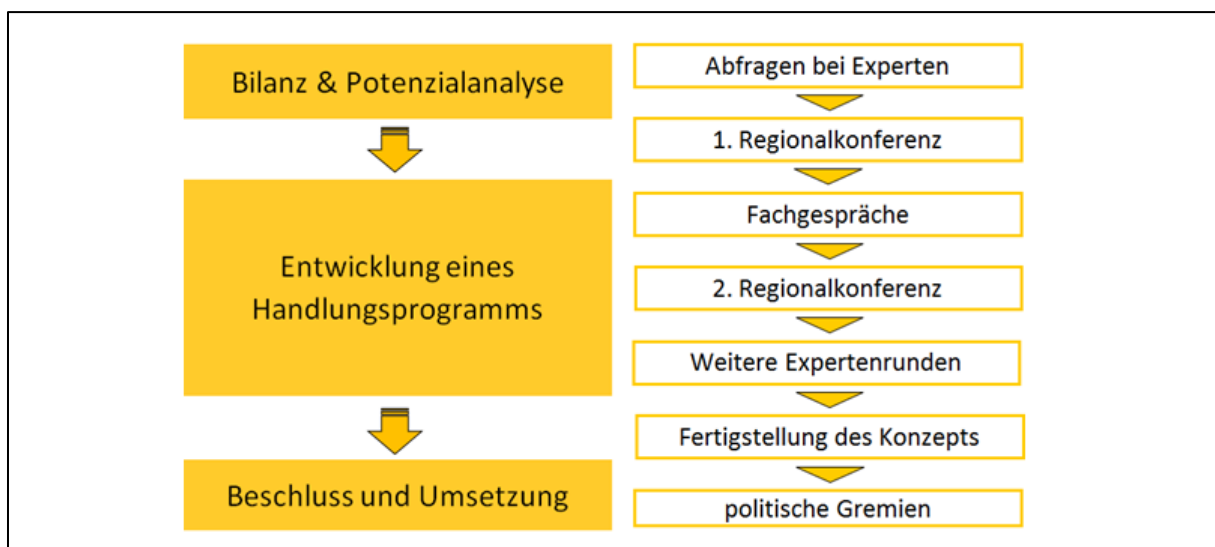 Bilanz & Potenzialanalyse
Entwicklung eines
Handlungsprogramms
Beschluss und Umsetzung
Abfragen bei Experten
1. Regionalkonferenz
Fachgespräche
2. Regionalkonferenz
Weitere Expertenrunden
Fertigstellung des Konzepts
politische Gremien